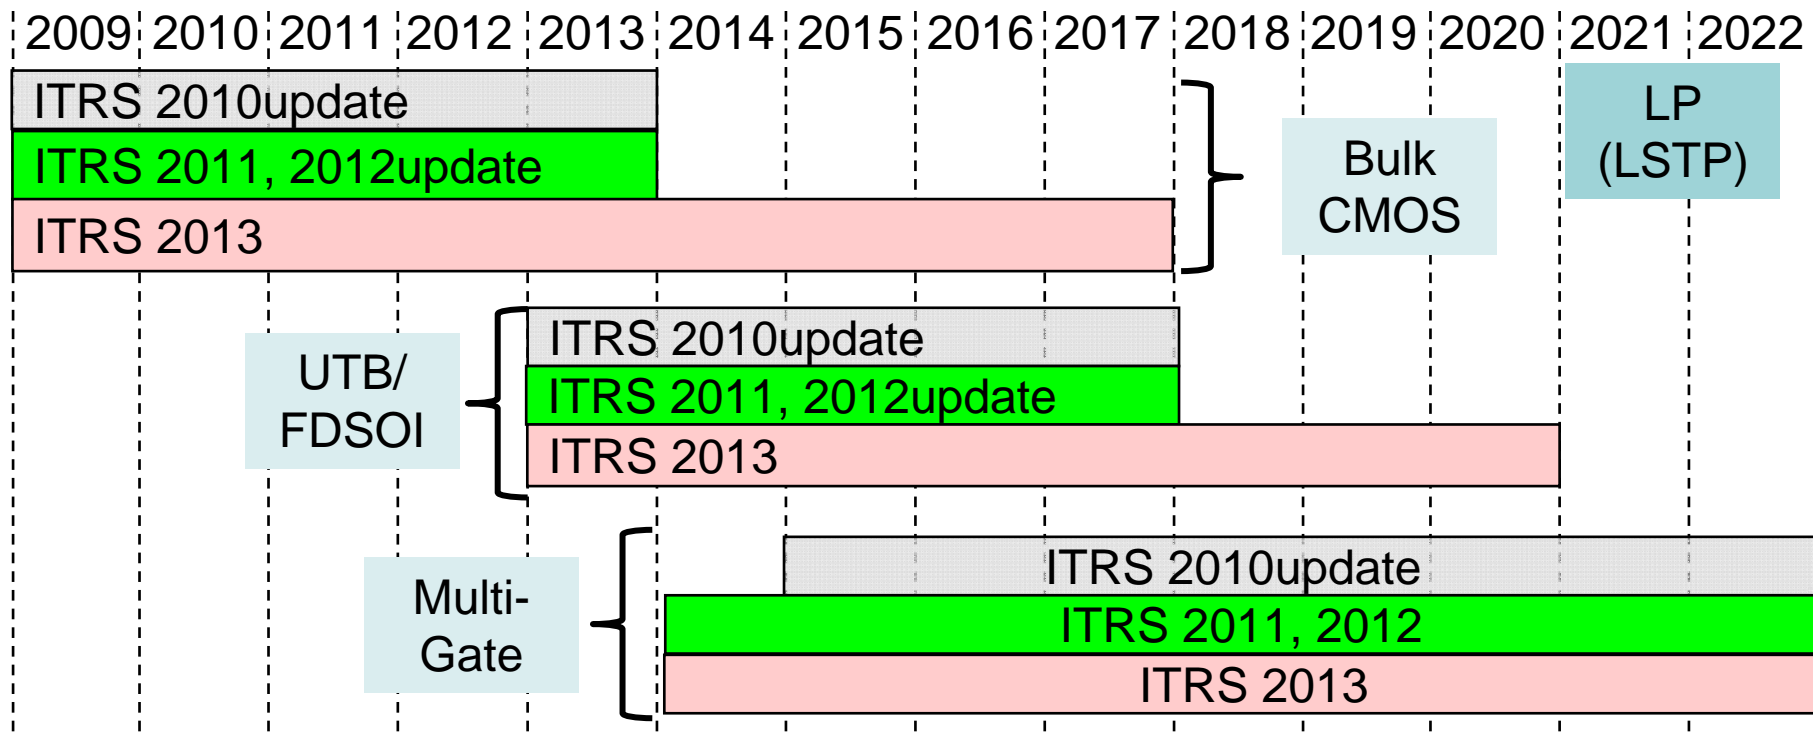 2009 2010 2011 2012 2013 2014 2015 2016 2017 2018 2019 2020 2021 2022
ITRS 2010update
ITRS 2011, 2012update
ITRS 2013
Bulk
CMOS
LP
(LSTP)
UTB/
FDSOI
ITRS 2010update
ITRS 2011, 2012update
ITRS 2013
Multi-
Gate
ITRS 2010update
ITRS 2011, 2012
ITRS 2013